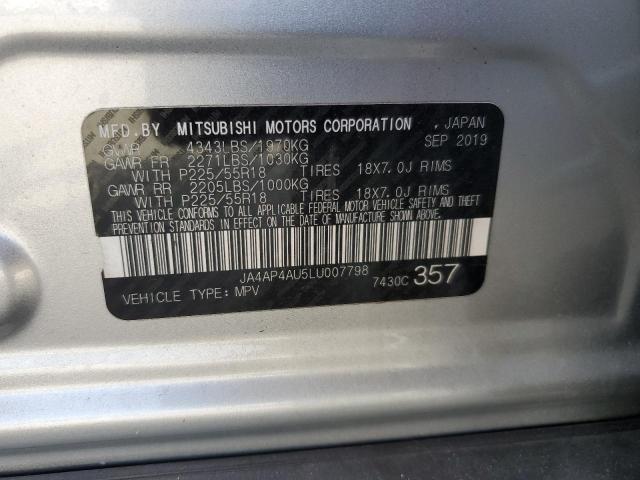 MFD.BY MITSUBISHI MOTORS CORPORATION , JAPAN
GVWR 4343LBS/1970KG SEP 2019
GAWR FR 2271LBS/1030KG
WITH P225/55R18 TIRES 18X7.0J RIMS
GAWR RR 2205LBS/1000KG
WITH P225/55R18 TIRES 18X7.0J RIMS
THIS VEHICLE CONFORMS TO ALL APPLICABLE FEDERAL MOTOR VEHICLE SAFETY AND THEFT
PREVENTION STANDARDS IN EFFECT ON THE DATE OF MANUFACTURE SHOWN ABOVE.
JA4AP4AU5LU007798
VEHICLE TYPE: MPV 7430C 357